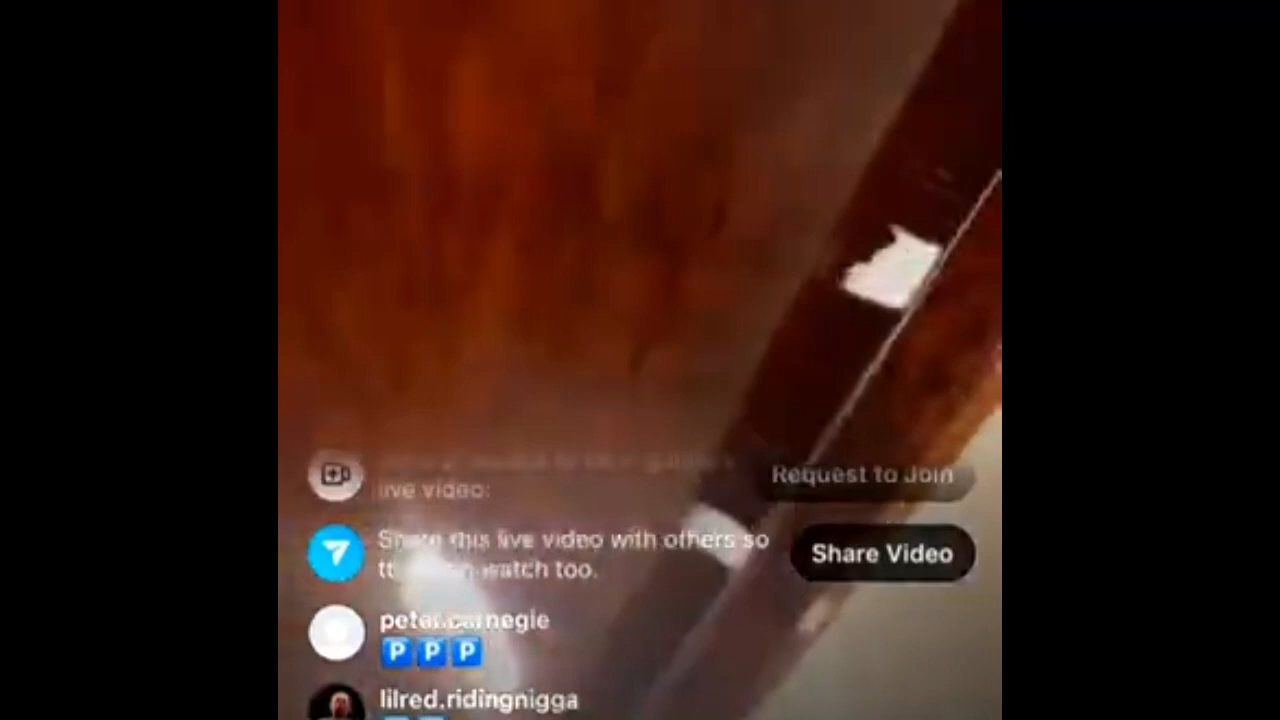 live video:
Request to Join
Share this live video with others so
watch too.
Share Video
peter.carnegie
🅿️🅿️🅿️
lilred.ridingnigga